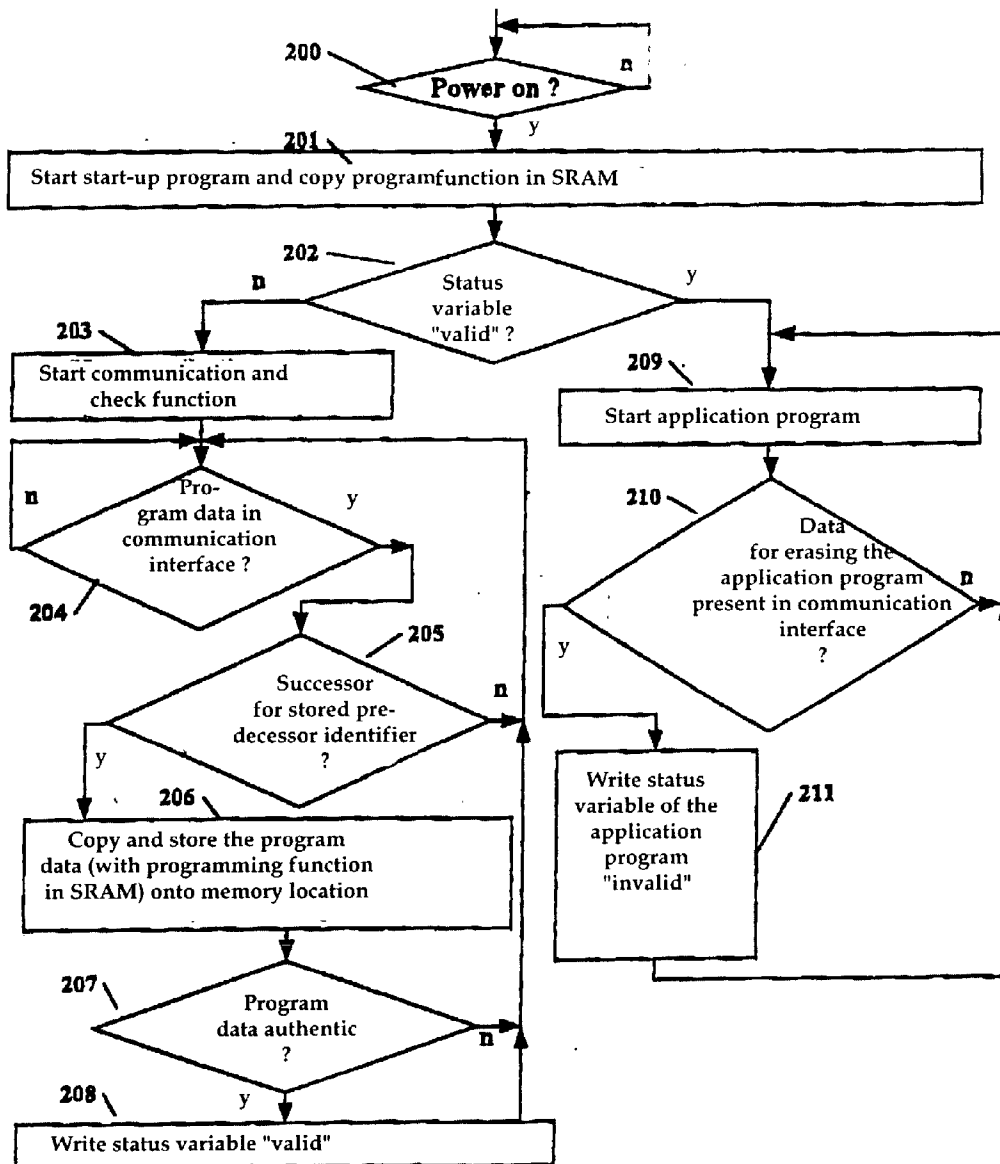 200
n
Power on ?
y
201
Start start-up program and copy programfunction in SRAM
202
n
y
Status
variable
"valid" ?
203
Start communication and
check function
209
Start application program
n
Pro-
y
gram data in
communication
interface ?
204
210
Data
for erasing the
application program
n
present in communication
interface
?
y
205
Successor
n
for stored pre-
decessor identifier
?
y
206
Copy and store the program
data (with programming function
in SRAM) onto memory location
Write status
variable of the
application
program
"invalid"
211
207
Program
data authentic
?
n
y
208
Write status variable "valid"